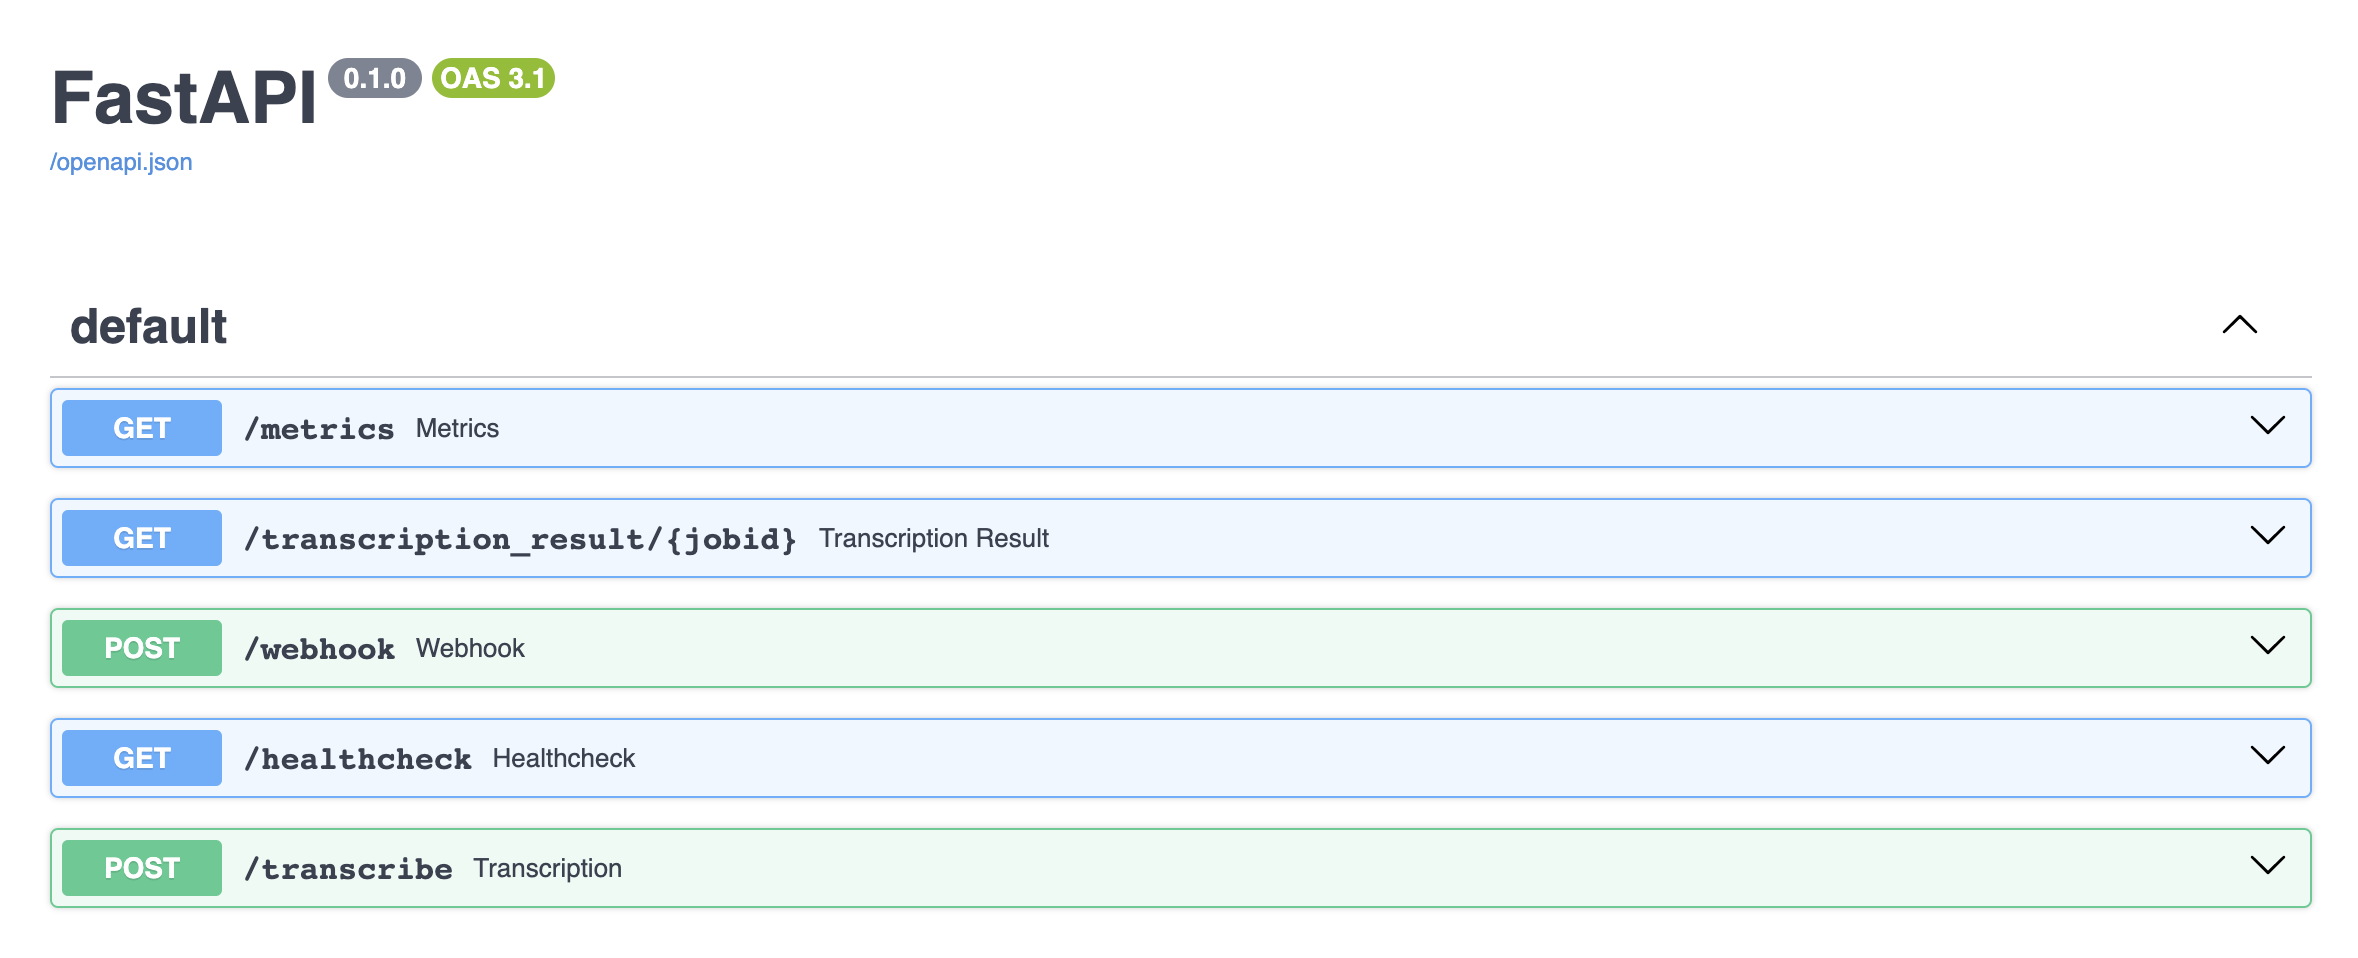 FastAPI 0.1.0 OAS 3.1
/openapi.json
default
GET /metrics Metrics
GET /transcription_result/{jobid} Transcription Result
POST /webhook Webhook
GET /healthcheck Healthcheck
POST /transcribe Transcription